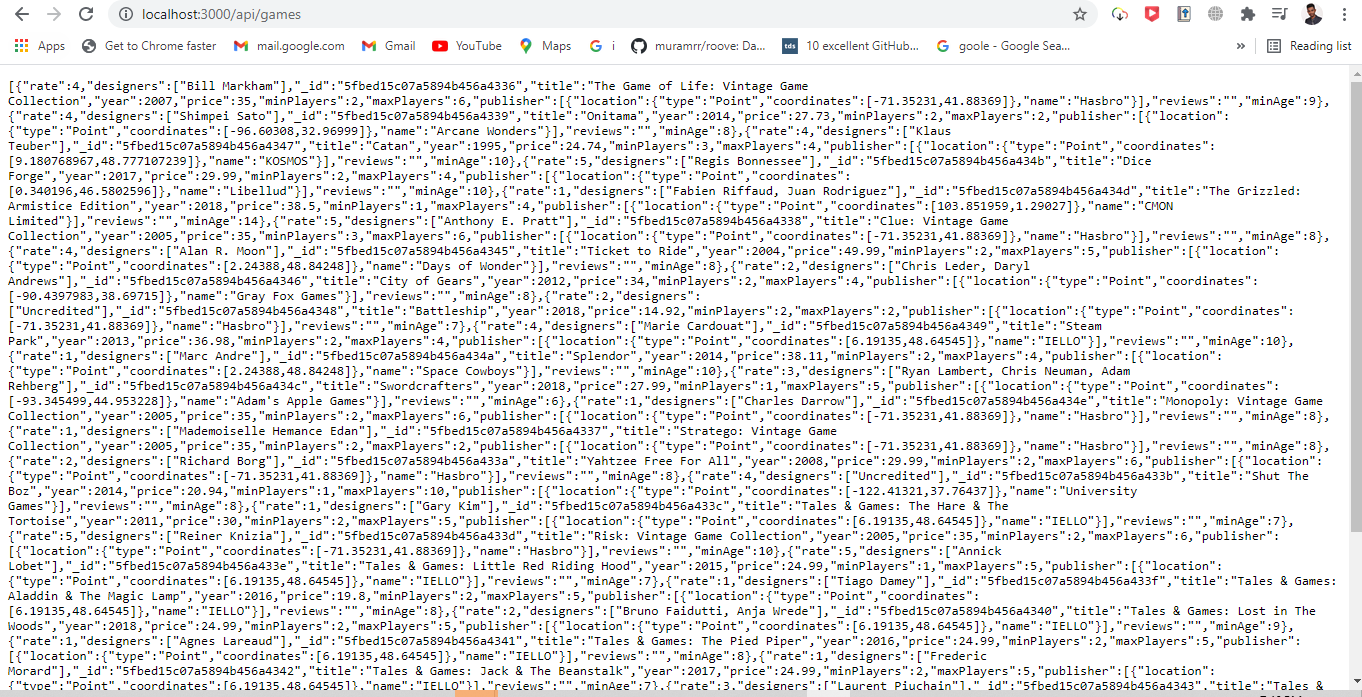 localhost:3000/api/games
Apps Get to Chrome faster mail.google.com Gmail YouTube Maps i muramrr/roove: Da... tds 10 excellent GitHub... goole - Google Sea... » Reading list
[{"rate":4,"designers":["Bill Markham"],"_id":"5fbed15c07a5894b456a4336","title":"The Game of Life: Vintage Game
Collection","year":2007,"price":35,"minPlayers":2,"maxPlayers":6,"publisher":[{"location":{"type":"Point","coordinates":[-71.35231,41.88369]},"name":"Hasbro"}],"reviews":"","minAge":9},
{"rate":4,"designers":["Shimpei Sato"],"_id":"5fbed15c07a5894b456a4339","title":"Onitama","year":2014,"price":27.73,"minPlayers":2,"maxPlayers":2,"publisher":[{"location":
{"type":"Point","coordinates":[-96.60308,32.96999]},"name":"Arcane Wonders"}],"reviews":"","minAge":8},{"rate":4,"designers":["Klaus
Teuber"],"_id":"5fbed15c07a5894b456a4347","title":"Catan","year":1995,"price":24.74,"minPlayers":3,"maxPlayers":4,"publisher":[{"location":{"type":"Point","coordinates":
[9.180768967,48.777107239]},"name":"KOSMOS"}],"reviews":"","minAge":10},{"rate":5,"designers":["Regis Bonnessee"],"_id":"5fbed15c07a5894b456a434b","title":"Dice
Forge","year":2017,"price":29.99,"minPlayers":2,"maxPlayers":4,"publisher":[{"location":{"type":"Point","coordinates":
[0.340196,46.5802596]},"name":"Libellud"}],"reviews":"","minAge":10},{"rate":1,"designers":["Fabien Riffaud, Juan Rodriguez"],"_id":"5fbed15c07a5894b456a434d","title":"The Grizzled:
Armistice Edition","year":2018,"price":38.5,"minPlayers":1,"maxPlayers":4,"publisher":[{"location":{"type":"Point","coordinates":[103.851959,1.29027]},"name":"CMON
Limited"}],"reviews":"","minAge":14},{"rate":5,"designers":["Anthony E. Pratt"],"_id":"5fbed15c07a5894b456a4338","title":"Clue: Vintage Game
Collection","year":2005,"price":35,"minPlayers":3,"maxPlayers":6,"publisher":[{"location":{"type":"Point","coordinates":[-71.35231,41.88369]},"name":"Hasbro"}],"reviews":"","minAge":8},
{"rate":4,"designers":["Alan R. Moon"],"_id":"5fbed15c07a5894b456a4345","title":"Ticket to Ride","year":2004,"price":49.99,"minPlayers":2,"maxPlayers":5,"publisher":[{"location":
{"type":"Point","coordinates":[2.24388,48.84248]},"name":"Days of Wonder"}],"reviews":"","minAge":8},{"rate":2,"designers":["Chris Leder, Daryl
Andrews"],"_id":"5fbed15c07a5894b456a4346","title":"City of Gears","year":2012,"price":34,"minPlayers":2,"maxPlayers":4,"publisher":[{"location":{"type":"Point","coordinates":
[-90.4397983,38.69715]},"name":"Gray Fox Games"}],"reviews":"","minAge":8},{"rate":2,"designers":
["Uncredited"],"_id":"5fbed15c07a5894b456a4348","title":"Battleship","year":2018,"price":14.92,"minPlayers":2,"maxPlayers":2,"publisher":[{"location":{"type":"Point","coordinates":
[-71.35231,41.88369]},"name":"Hasbro"}],"reviews":"","minAge":7},{"rate":4,"designers":["Marie Cardouat"],"_id":"5fbed15c07a5894b456a4349","title":"Steam
Park","year":2013,"price":36.98,"minPlayers":2,"maxPlayers":4,"publisher":[{"location":{"type":"Point","coordinates":[6.19135,48.64545]},"name":"IELLO"}],"reviews":"","minAge":10},
{"rate":1,"designers":["Marc Andre"],"_id":"5fbed15c07a5894b456a434a","title":"Splendor","year":2014,"price":38.11,"minPlayers":2,"maxPlayers":4,"publisher":[{"location":
{"type":"Point","coordinates":[2.24388,48.84248]},"name":"Space Cowboys"}],"reviews":"","minAge":10},{"rate":3,"designers":["Ryan Lambert, Chris Neuman, Adam
Rehberg"],"_id":"5fbed15c07a5894b456a434c","title":"Swordcrafters","year":2018,"price":27.99,"minPlayers":1,"maxPlayers":5,"publisher":[{"location":{"type":"Point","coordinates":
[-93.345499,44.953228]},"name":"Adam's Apple Games"}],"reviews":"","minAge":6},{"rate":1,"designers":["Charles Darrow"],"_id":"5fbed15c07a5894b456a434e","title":"Monopoly: Vintage Game
Collection","year":2005,"price":35,"minPlayers":2,"maxPlayers":6,"publisher":[{"location":{"type":"Point","coordinates":[-71.35231,41.88369]},"name":"Hasbro"}],"reviews":"","minAge":8},
{"rate":1,"designers":["Mademoiselle Hemance Edan"],"_id":"5fbed15c07a5894b456a4337","title":"Stratego: Vintage Game
Collection","year":2005,"price":35,"minPlayers":2,"maxPlayers":2,"publisher":[{"location":{"type":"Point","coordinates":[-71.35231,41.88369]},"name":"Hasbro"}],"reviews":"","minAge":8},
{"rate":2,"designers":["Richard Borg"],"_id":"5fbed15c07a5894b456a433a","title":"Yahtzee Free For All","year":2008,"price":29.99,"minPlayers":2,"maxPlayers":6,"publisher":[{"location":
{"type":"Point","coordinates":[-71.35231,41.88369]},"name":"Hasbro"}],"reviews":"","minAge":8},{"rate":4,"designers":["Uncredited"],"_id":"5fbed15c07a5894b456a433b","title":"Shut The
Boz","year":2014,"price":20.94,"minPlayers":1,"maxPlayers":10,"publisher":[{"location":{"type":"Point","coordinates":[-122.41321,37.76437]},"name":"University
Games"}],"reviews":"","minAge":8},{"rate":1,"designers":["Gary Kim"],"_id":"5fbed15c07a5894b456a433c","title":"Tales & Games: The Hare & The
Tortoise","year":2011,"price":30,"minPlayers":2,"maxPlayers":5,"publisher":[{"location":{"type":"Point","coordinates":[6.19135,48.64545]},"name":"IELLO"}],"reviews":"","minAge":7},
{"rate":5,"designers":["Reiner Knizia"],"_id":"5fbed15c07a5894b456a433d","title":"Risk: Vintage Game Collection","year":2005,"price":35,"minPlayers":2,"maxPlayers":6,"publisher":
[{"location":{"type":"Point","coordinates":[-71.35231,41.88369]},"name":"Hasbro"}],"reviews":"","minAge":10},{"rate":5,"designers":["Annick
Lobet"],"_id":"5fbed15c07a5894b456a433e","title":"Tales & Games: Little Red Riding Hood","year":2015,"price":24.99,"minPlayers":1,"maxPlayers":5,"publisher":[{"location":
{"type":"Point","coordinates":[6.19135,48.64545]},"name":"IELLO"}],"reviews":"","minAge":7},{"rate":1,"designers":["Tiago Damey"],"_id":"5fbed15c07a5894b456a433f","title":"Tales & Games:
Aladdin & The Magic Lamp","year":2016,"price":19.8,"minPlayers":2,"maxPlayers":5,"publisher":[{"location":{"type":"Point","coordinates":
[6.19135,48.64545]},"name":"IELLO"}],"reviews":"","minAge":8},{"rate":2,"designers":["Bruno Faidutti, Anja Wrede"],"_id":"5fbed15c07a5894b456a4340","title":"Tales & Games: Lost in The
Woods","year":2018,"price":24.99,"minPlayers":2,"maxPlayers":5,"publisher":[{"location":{"type":"Point","coordinates":[6.19135,48.64545]},"name":"IELLO"}],"reviews":"","minAge":9},
{"rate":1,"designers":["Agnes Lareaud"],"_id":"5fbed15c07a5894b456a4341","title":"Tales & Games: The Pied Piper","year":2016,"price":24.99,"minPlayers":2,"maxPlayers":5,"publisher":
[{"location":{"type":"Point","coordinates":[6.19135,48.64545]},"name":"IELLO"}],"reviews":"","minAge":8},{"rate":1,"designers":["Frederic
Morard"],"_id":"5fbed15c07a5894b456a4342","title":"Tales & Games: Jack & The Beanstalk","year":2017,"price":24.99,"minPlayers":2,"maxPlayers":5,"publisher":[{"location":
{"type":"Point","coordinates":[6.19135,48.64545]},"name":"IELLO"}],"reviews":"","minAge":7},{"rate":3,"designers":["Laurent Piuchain"],"_id":"5fbed15c07a5894b456a4343","title":"Tales &